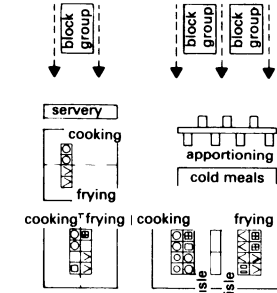 block group
block group
block group
servery
cooking
frying
apportioning
cold meals
cooking frying
cooking
frying
isle
isle